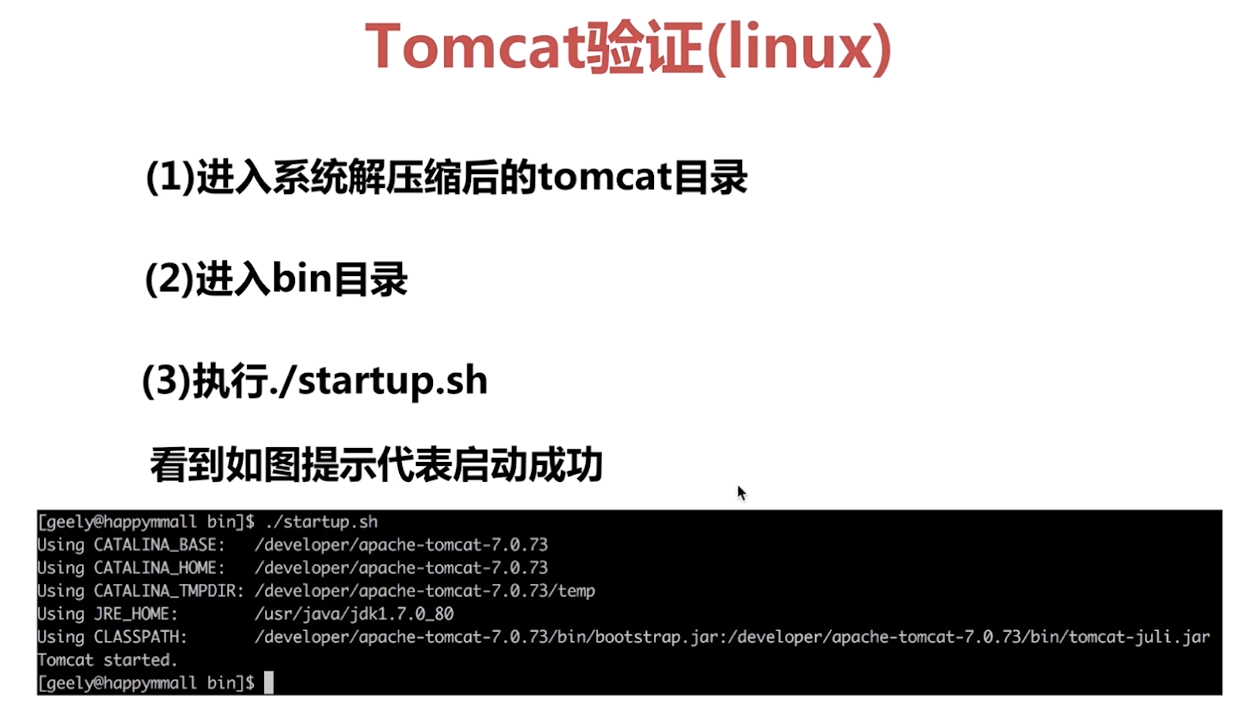 Tomcat验证(linux)
(1)进入系统解压缩后的tomcat目录
(2)进入bin目录
(3)执行./startup.sh
看到如图提示代表启动成功
[geely@happymmall bin]$ ./startup.sh
Using CATALINA_BASE:   /developer/apache-tomcat-7.0.73
Using CATALINA_HOME:   /developer/apache-tomcat-7.0.73
Using CATALINA_TMPDIR: /developer/apache-tomcat-7.0.73/temp
Using JRE_HOME:        /usr/java/jdk1.7.0_80
Using CLASSPATH:       /developer/apache-tomcat-7.0.73/bin/bootstrap.jar:/developer/apache-tomcat-7.0.73/bin/tomcat-juli.jar
Tomcat started.
[geely@happymmall bin]$